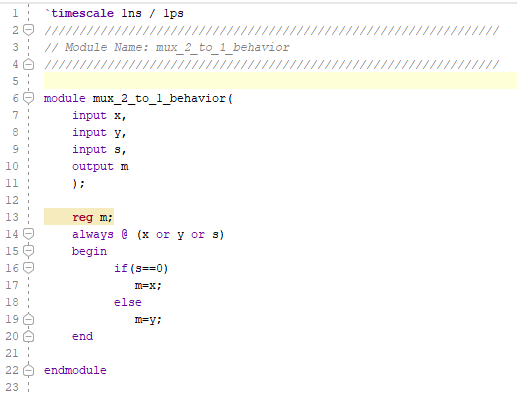 1 `timescale 1ns / 1ps
2 /////////////////////////////////////////////////////////////////
3 // Module Name: mux_2_to_1_behavior
4 /////////////////////////////////////////////////////////////////
5
6 module mux_2_to_1_behavior(
7 input x,
8 input y,
9 input s,
10 output m
11 );
12
13 reg m;
14 always @ (x or y or s)
15 begin
16 if(s==0)
17 m=x;
18 else
19 m=y;
20 end
21
22 endmodule
23